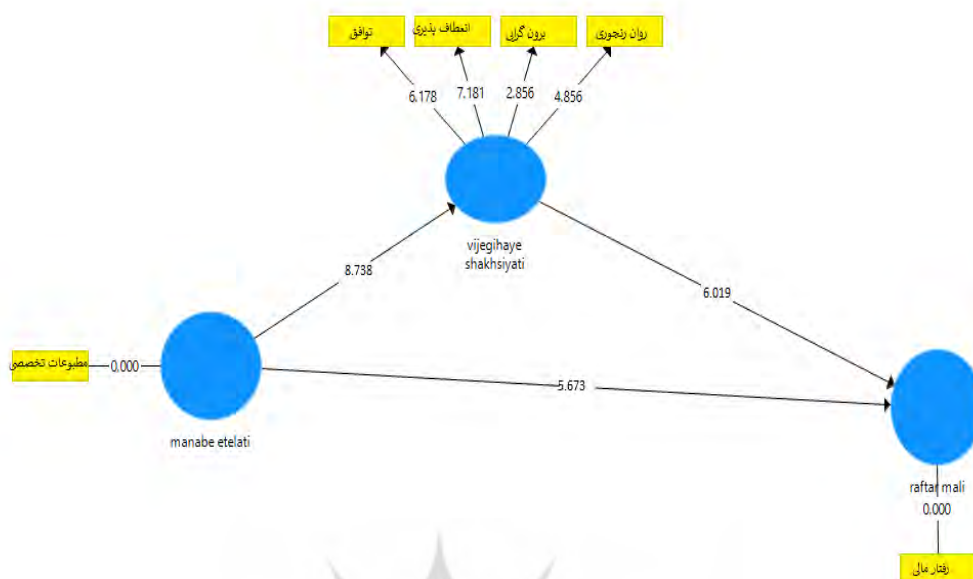 توافق
انعطاف پذیری
برون گرایی
روان رنجوری
6.178
7.181
2.856
4.856
vijegihaye
shakhsiyati
8.738
6.019
مطبوعات تخصصی
0.000
5.673
manabe etelati
raftar mali
0.000
رفتار مالی